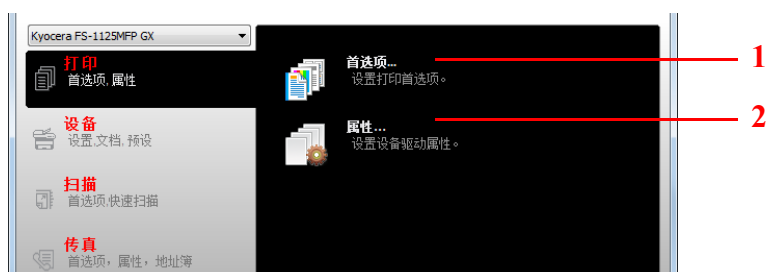 Kyocera FS-1125MFP GX
打印
首选项, 属性
设备
设置,文档, 预设
扫描
首选项,快速扫描
传真
首选项，属性，地址簿
首选项...
设置打印首选项。
1
属性...
设置设备驱动属性。
2